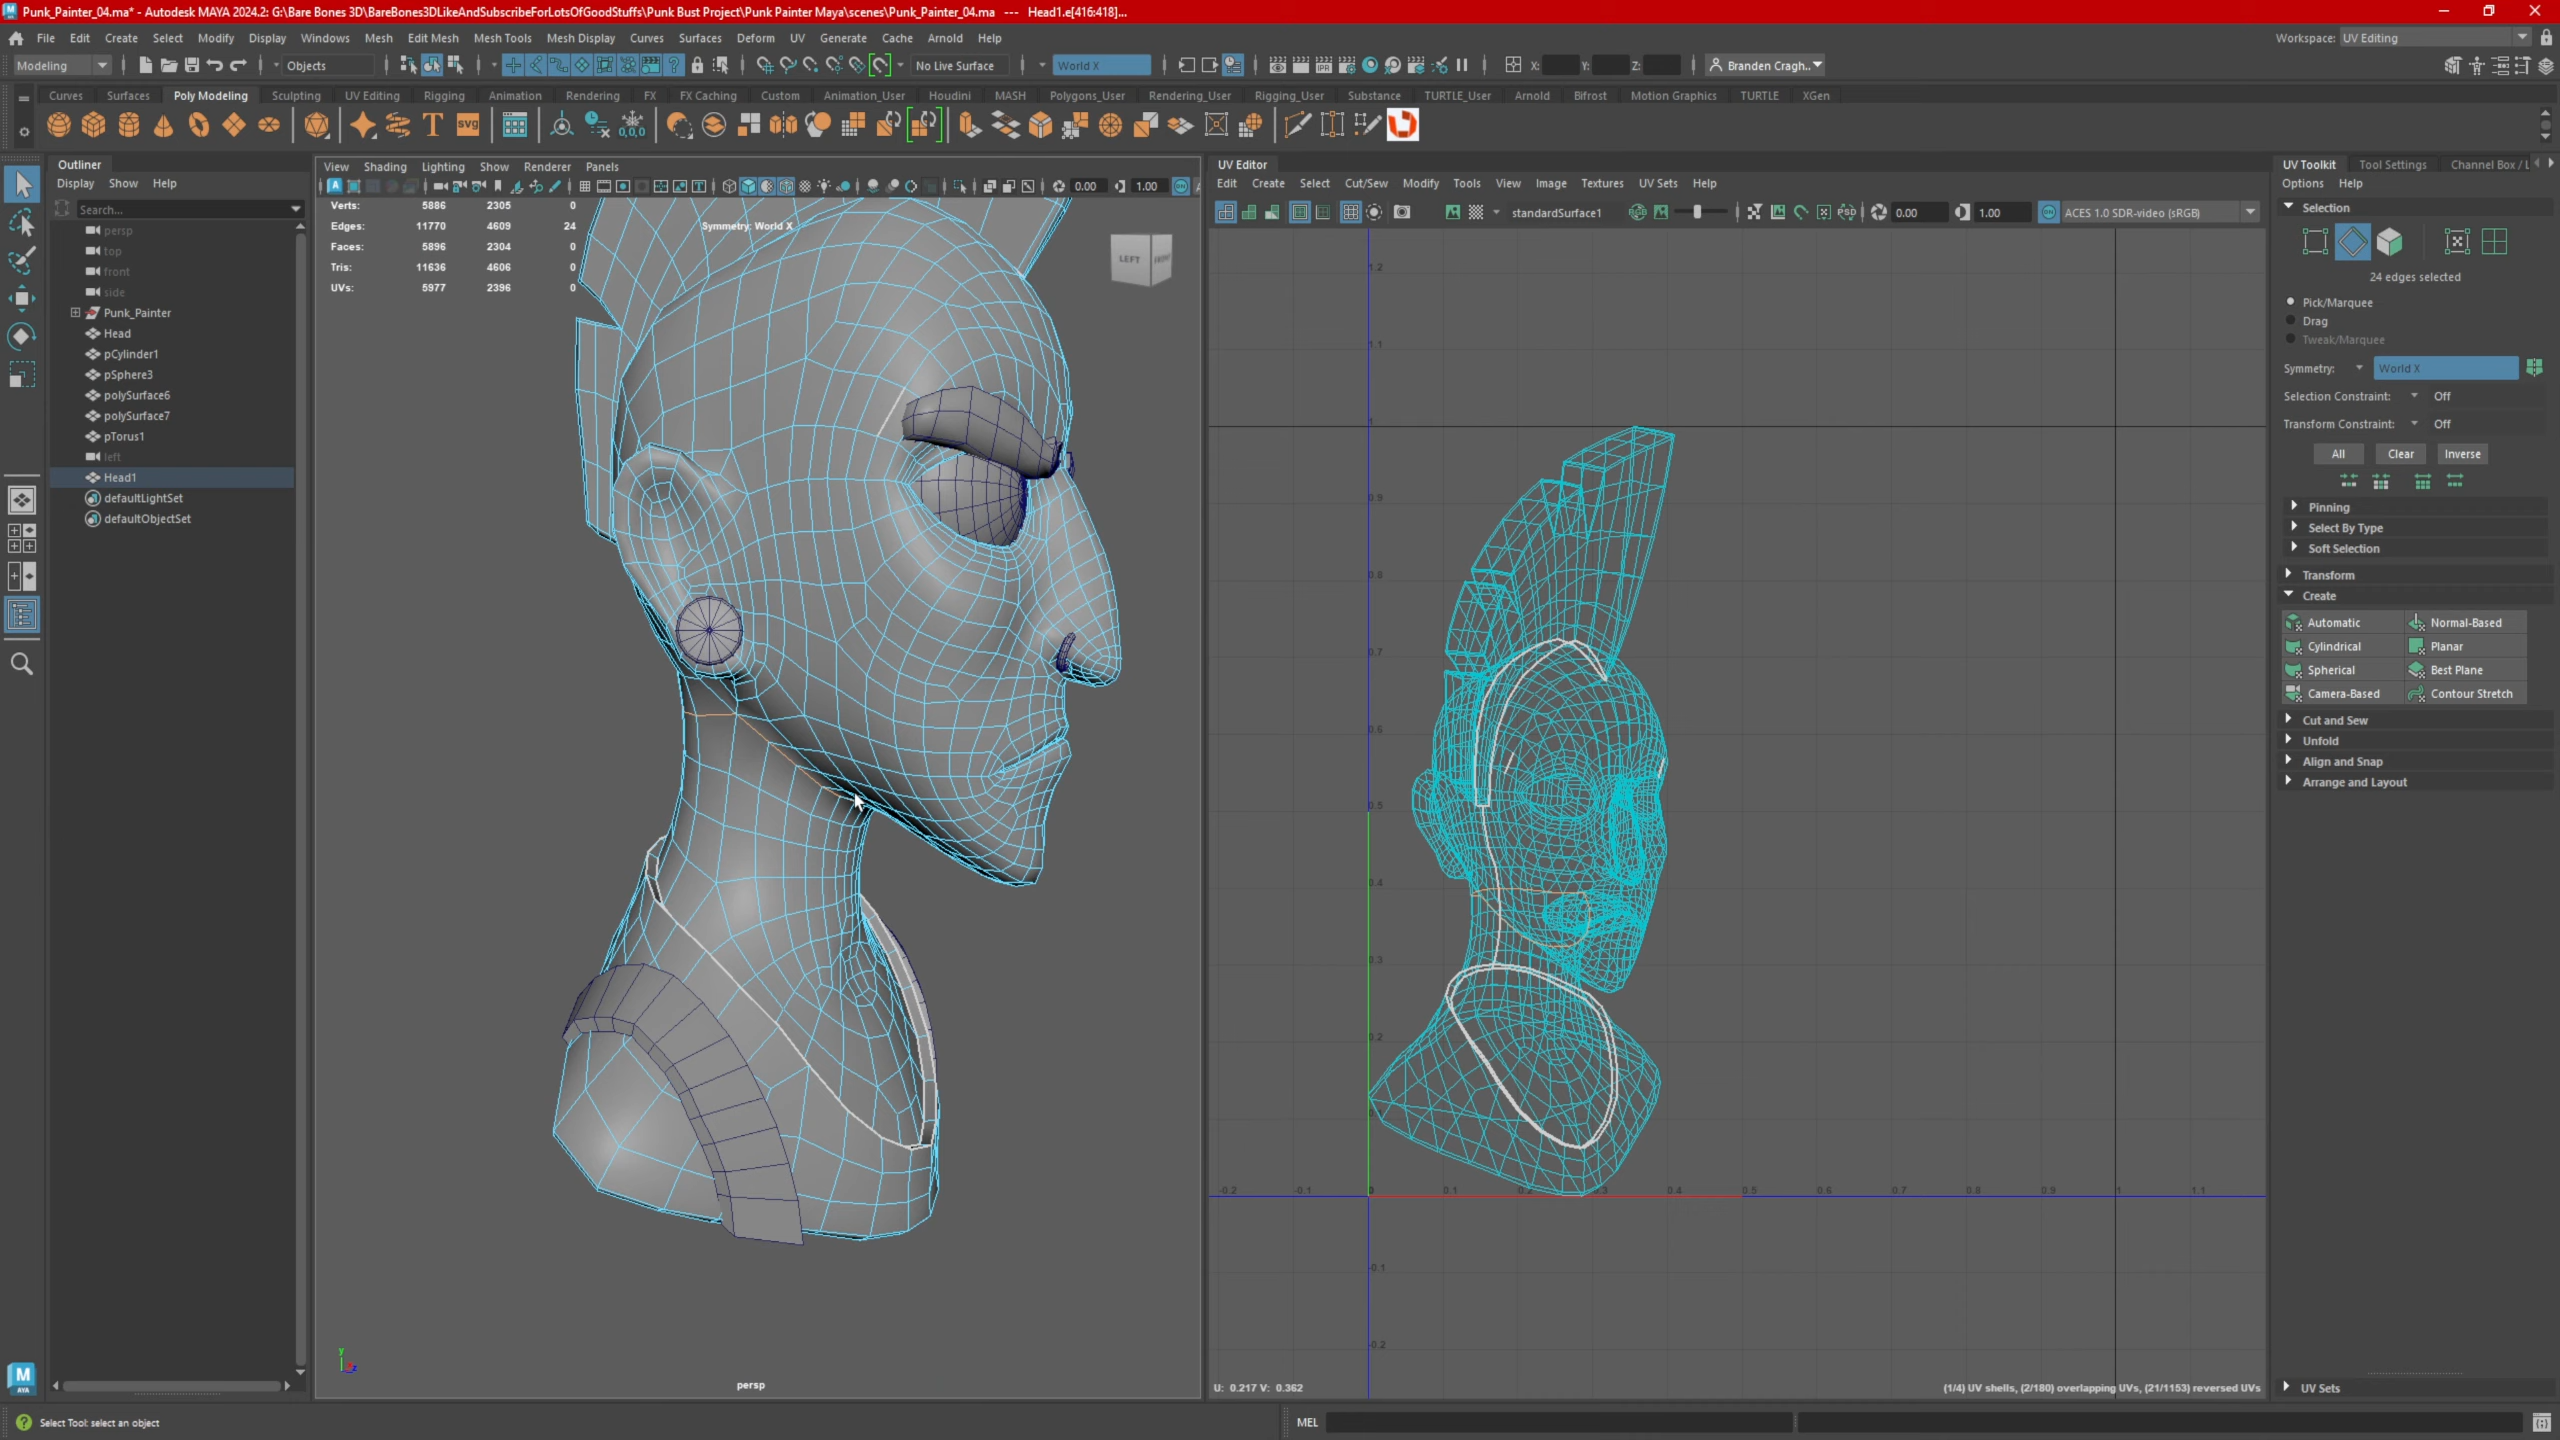 Punk_Painter_04.ma* - Autodesk MAYA 2024.2: G:\Bare Bones 3D\BareBones3DLikeAndSubscribeForLotsOfGoodStuffs\Punk Bust Project\Punk Painter Maya\scenes\Punk_Painter_04.ma --- Head1.e[416:418]...
File Edit Create Select Modify Display Windows Mesh Edit Mesh Mesh Tools Mesh Display Curves Surfaces Deform UV Generate Cache Arnold Help
Workspace: UV Editing
Modeling Objects No Live Surface World X X: Y: Z: Branden Cragh..
Curves Surfaces Poly Modeling Sculpting UV Editing Rigging Animation Rendering FX FX Caching Custom Animation_User Houdini MASH Polygons_User Rendering_User Rigging_User Substance TURTLE_User Arnold Bifrost Motion Graphics TURTLE XGen
Outliner
Display Show Help
Search...
persp
top
front
side
Punk_Painter
Head
pCylinder1
pSphere3
polySurface6
polySurface7
pTorus1
left
Head1
defaultLightSet
defaultObjectSet
View Shading Lighting Show Renderer Panels
0.00 1.00
Verts: 5886 2305 0
Edges: 11770 4609 24
Faces: 5896 2304 0
Tris: 11636 4606 0
UVs: 5977 2396 0
Symmetry: World X
LEFT
persp
UV Editor
Edit Create Select Cut/Sew Modify Tools View Image Textures UV Sets Help
standardSurface1 0.00 1.00 ACES 1.0 SDR-video (sRGB)
U: 0.217 V: 0.362
(1/4) UV shells, (2/180) overlapping UVs, (21/1153) reversed UVs
UV Toolkit Tool Settings Channel Box / L
Options Help
Selection
24 edges selected
Pick/Marquee
Drag
Tweak/Marquee
Symmetry: World X
Selection Constraint: Off
Transform Constraint: Off
All Clear Inverse
Pinning
Select By Type
Soft Selection
Transform
Create
Automatic Normal-Based
Cylindrical Planar
Spherical Best Plane
Camera-Based Contour Stretch
Cut and Sew
Unfold
Align and Snap
Arrange and Layout
UV Sets
Select Tool: select an object
MEL